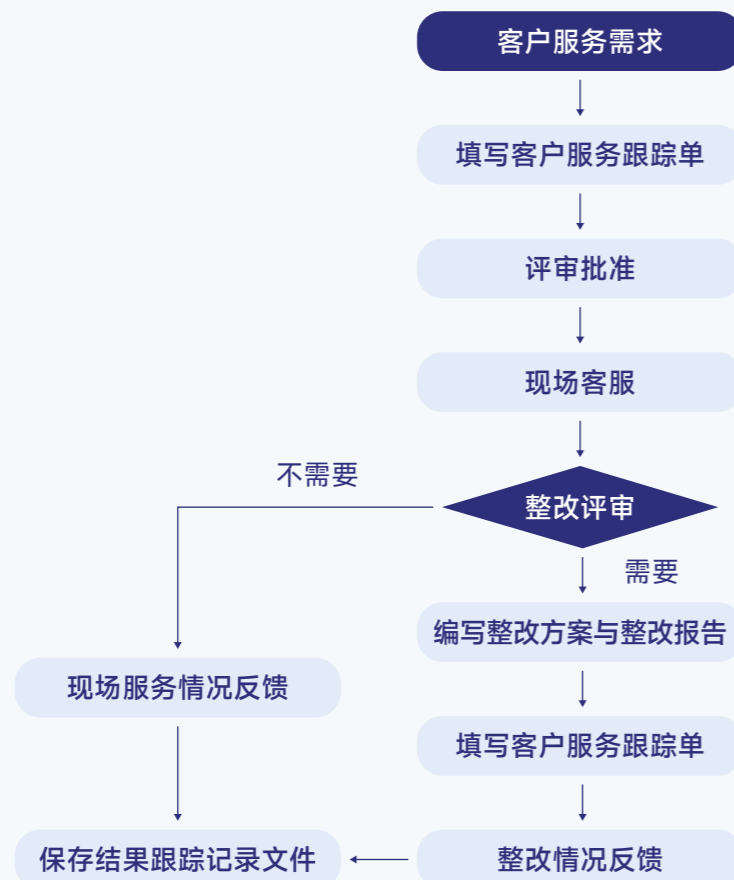 客户服务需求
填写客户服务跟踪单
评审批准
现场客服
不需要
整改评审
需要
编写整改方案与整改报告
现场服务情况反馈
填写客户服务跟踪单
保存结果跟踪记录文件
整改情况反馈